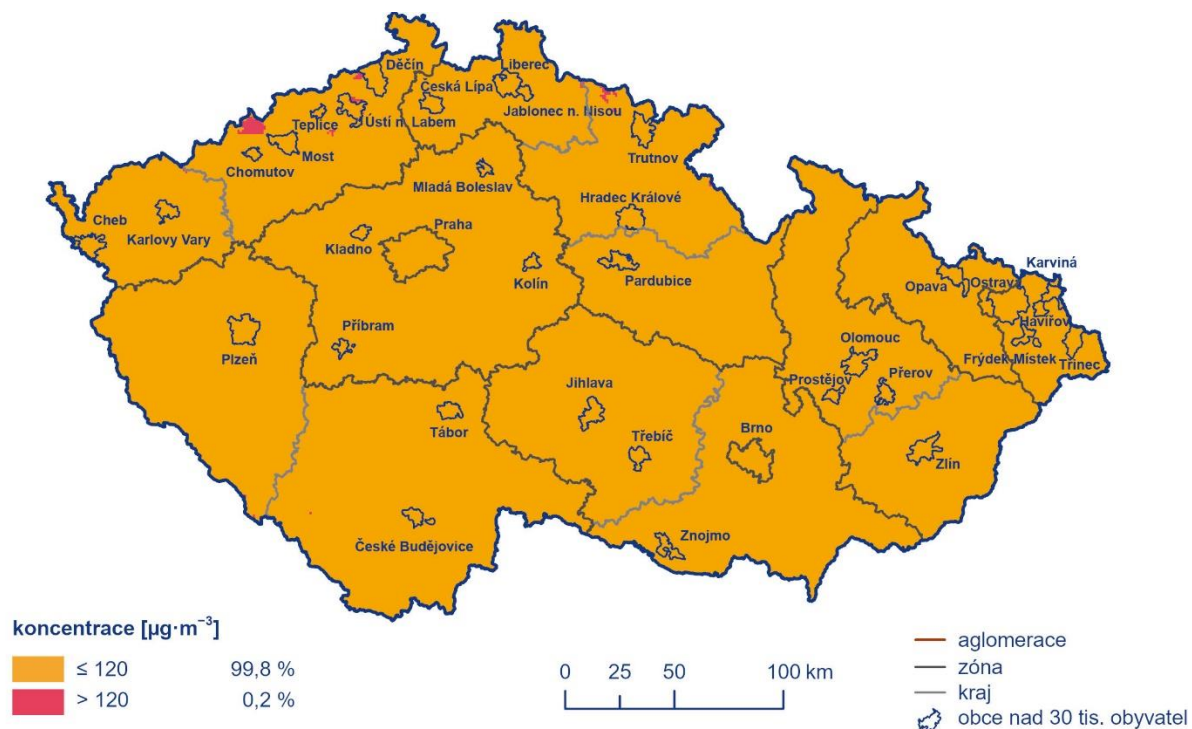 Děčín
Liberec
Česká Lípa
Jablonec n. Nisou
Teplice
Ústí n. Labem
Most
Chomutov
Trutnov
Mladá Boleslav
Hradec Králové
Cheb
Karlovy Vary
Kladno
Praha
Kolín
Pardubice
Karviná
Opava
Ostrava
Havířov
Příbram
Plzeň
Olomouc
Frýdek-Místek
Třinec
Prostějov
Přerov
Jihlava
Tábor
Třebíč
Brno
Zlín
České Budějovice
Znojmo
koncentrace [µg·m⁻³]
≤ 120 99,8 %
> 120 0,2 %
0 25 50 100 km
aglomerace
zóna
kraj
obce nad 30 tis. obyvatel